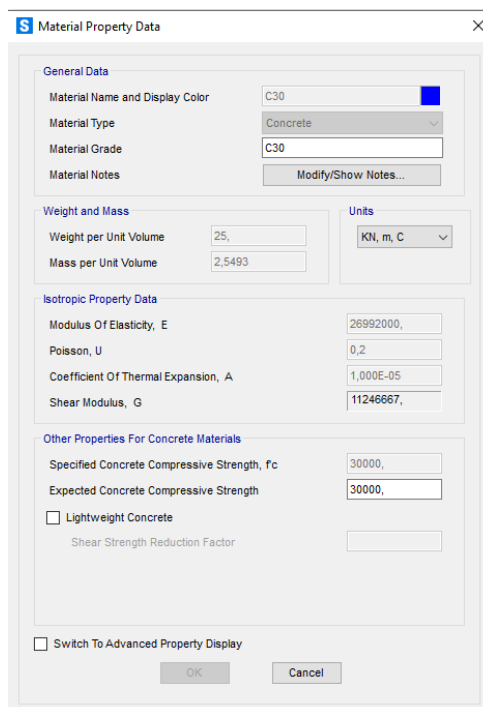 S Material Property Data
General Data
Material Name and Display Color C30
Material Type Concrete
Material Grade C30
Material Notes Modify/Show Notes...
Weight and Mass
Weight per Unit Volume 25,
Mass per Unit Volume 2,5493
Units
KN, m, C
Isotropic Property Data
Modulus Of Elasticity, E 26992000,
Poisson, U 0,2
Coefficient Of Thermal Expansion, A 1,000E-05
Shear Modulus, G 11246667,
Other Properties For Concrete Materials
Specified Concrete Compressive Strength, f'c 30000,
Expected Concrete Compressive Strength 30000,
Lightweight Concrete
Shear Strength Reduction Factor
Switch To Advanced Property Display
OK Cancel